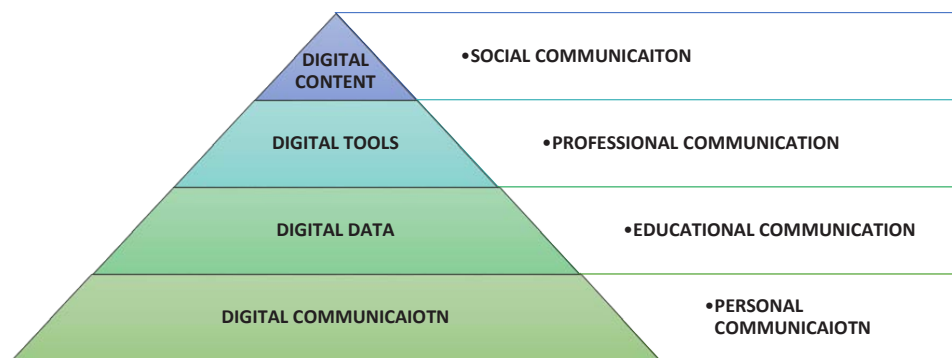 DIGITAL
CONTENT
•SOCIAL COMMUNICAITON
DIGITAL TOOLS
•PROFESSIONAL COMMUNICATION
DIGITAL DATA
•EDUCATIONAL COMMUNICATION
DIGITAL COMMUNICAIOTN
•PERSONAL
COMMUNICAIOTN